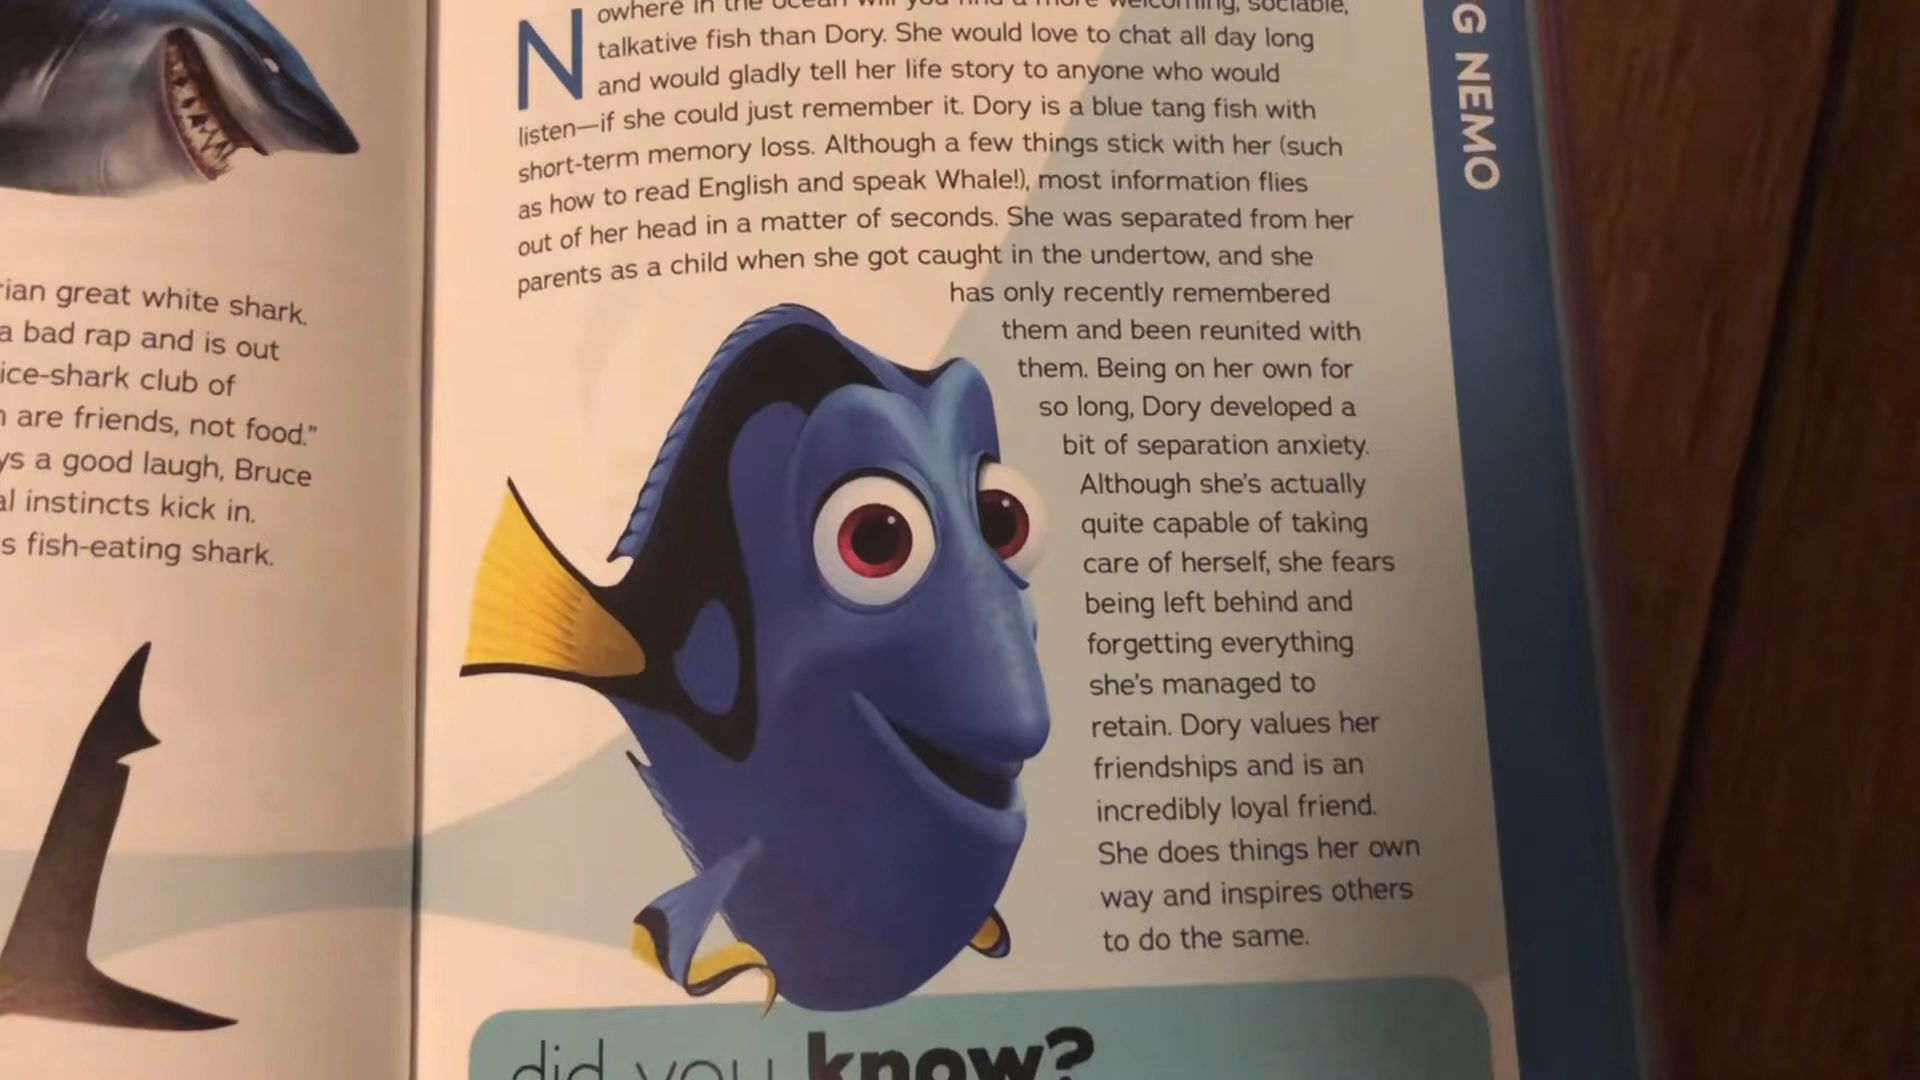 rian great white shark.
a bad rap and is out
ice-shark club of
are friends, not food."
ys a good laugh, Bruce
al instincts kick in.
s fish-eating shark.
Nowhere in the ocean will you find a more welcoming, sociable,
talkative fish than Dory. She would love to chat all day long
and would gladly tell her life story to anyone who would
listen—if she could just remember it. Dory is a blue tang fish with
short-term memory loss. Although a few things stick with her (such
as how to read English and speak Whale!), most information flies
out of her head in a matter of seconds. She was separated from her
parents as a child when she got caught in the undertow, and she
has only recently remembered
them and been reunited with
them. Being on her own for
so long, Dory developed a
bit of separation anxiety.
Although she's actually
quite capable of taking
care of herself, she fears
being left behind and
forgetting everything
she's managed to
retain. Dory values her
friendships and is an
incredibly loyal friend.
She does things her own
way and inspires others
to do the same.
did you know?
G NEMO